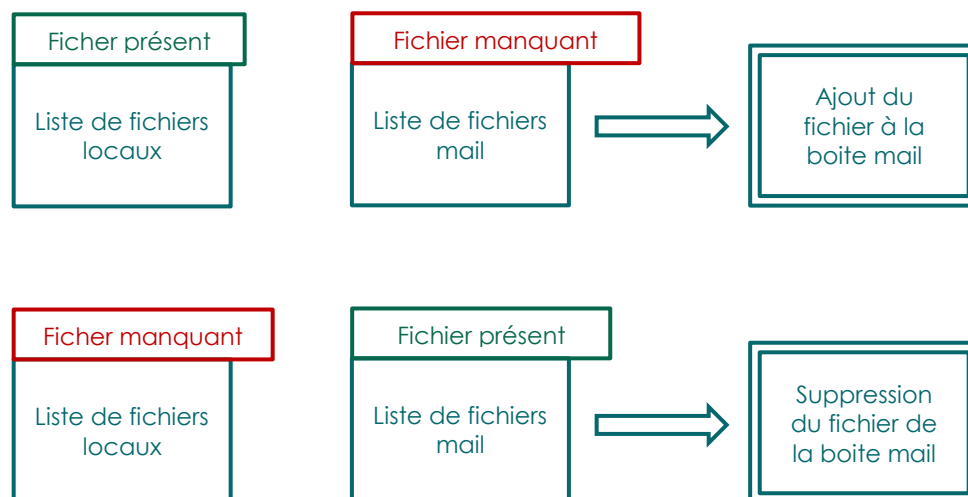 Ficher présent
Fichier manquant
Liste de fichiers
locaux
Liste de fichiers
mail
Ajout du
fichier à la
boite mail
Ficher manquant
Fichier présent
Liste de fichiers
locaux
Liste de fichiers
mail
Suppression
du fichier de
la boite mail